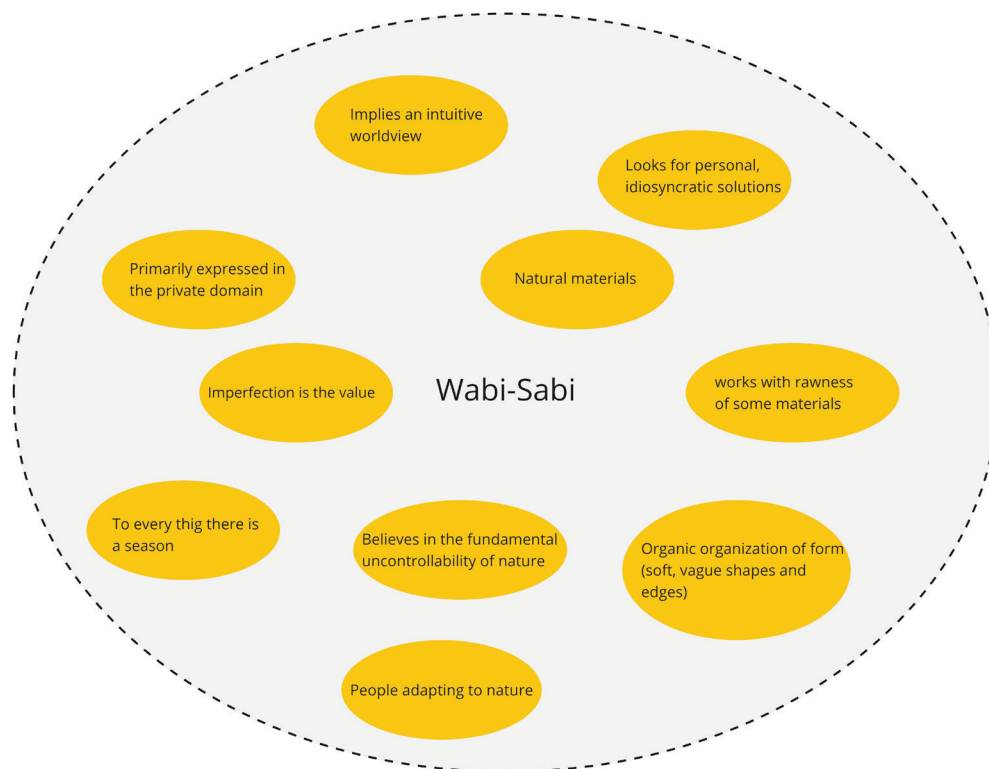 Implies an intuitive
worldview
Looks for personal,
idiosyncratic solutions
Primarily expressed in
the private domain
Natural materials
Imperfection is the value
Wabi-Sabi
works with rawness
of some materials
To every thig there is
a season
Believes in the fundamental
uncontrollability of nature
Organic organization of form
(soft, vague shapes and
edges)
People adapting to nature